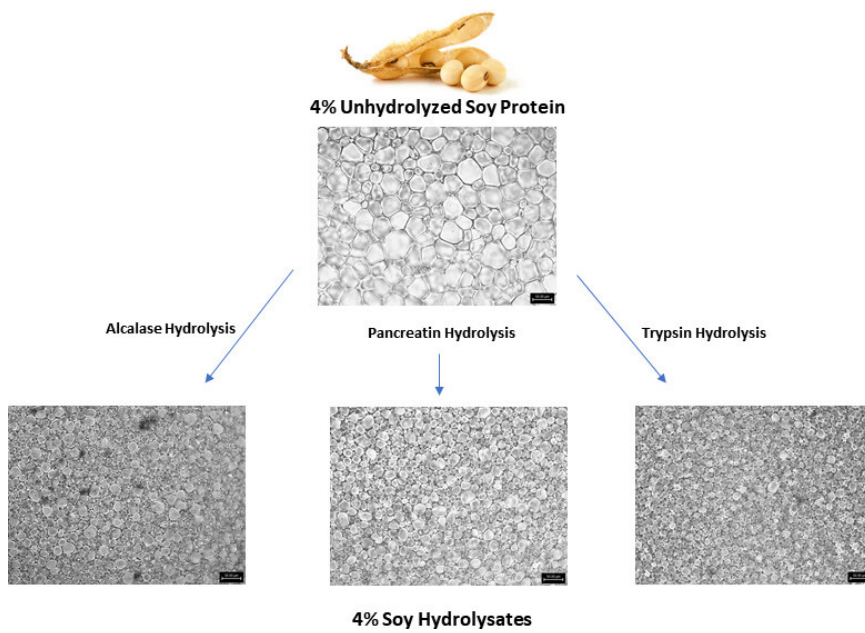 4% Unhydrolyzed Soy Protein
Alcalase Hydrolysis
Pancreatin Hydrolysis
Trypsin Hydrolysis
4% Soy Hydrolysates